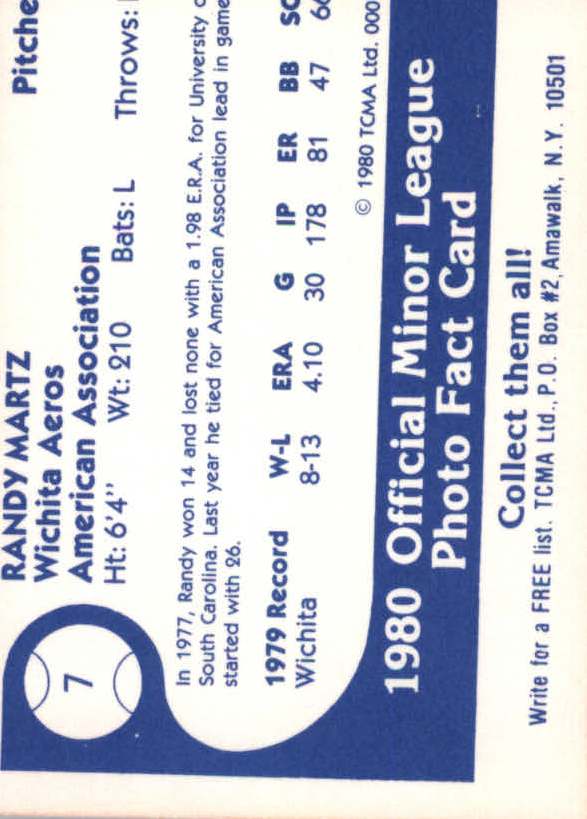 RANDY MARTZ Pitche
Wichita Aeros
American Association
Ht: 6'4" Wt: 210 Bats: L Throws:
7
In 1977, Randy won 14 and lost none with a 1.98 E.R.A. for University
South Carolina. Last year he tied for American Association lead in game
started with 26.
1979 Record W-L ERA G IP ER BB SO
Wichita 8-13 4.10 30 178 81 47 66
© 1980 TCMA Ltd. 000
1980 Official Minor League
Photo Fact Card
Collect them all!
Write for a FREE list. TCMA Ltd., P.O. Box #2, Amawalk, N.Y. 10501